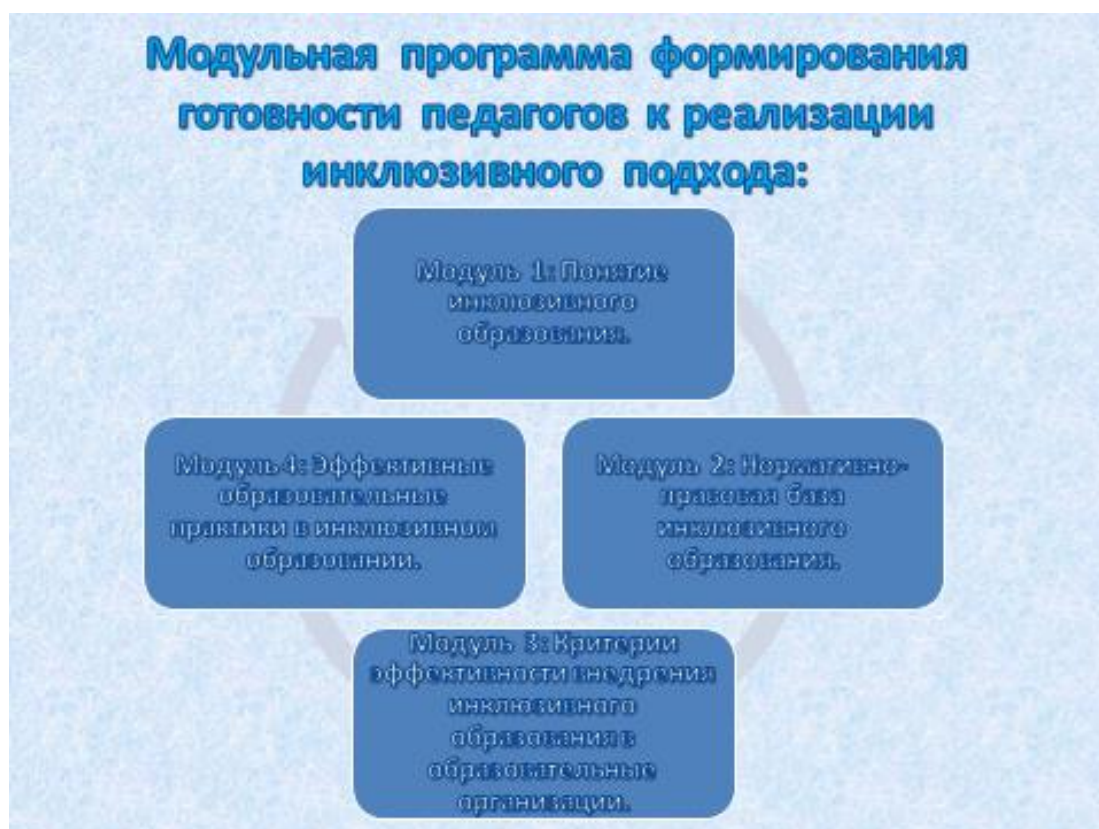 Модульная программа формирования
готовности педагогов к реализации
инклюзивного подхода:
Модуль 1: Понятие
инклюзивного
образования.
Модуль 4: Эффективные
образовательные
практики в инклюзивном
образовании.
Модуль 2: Нормативно-
правовая база
инклюзивного
образования.
Модуль 3: Критерии
эффективности внедрения
инклюзивного
образования в
образовательные
организации.